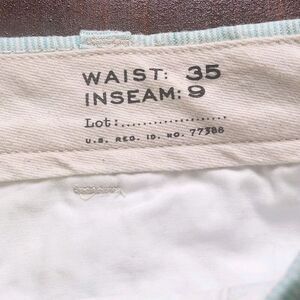 WAIST: 35
INSEAM: 9
Lot:..................
U.S. REG. ID. NO. 77388